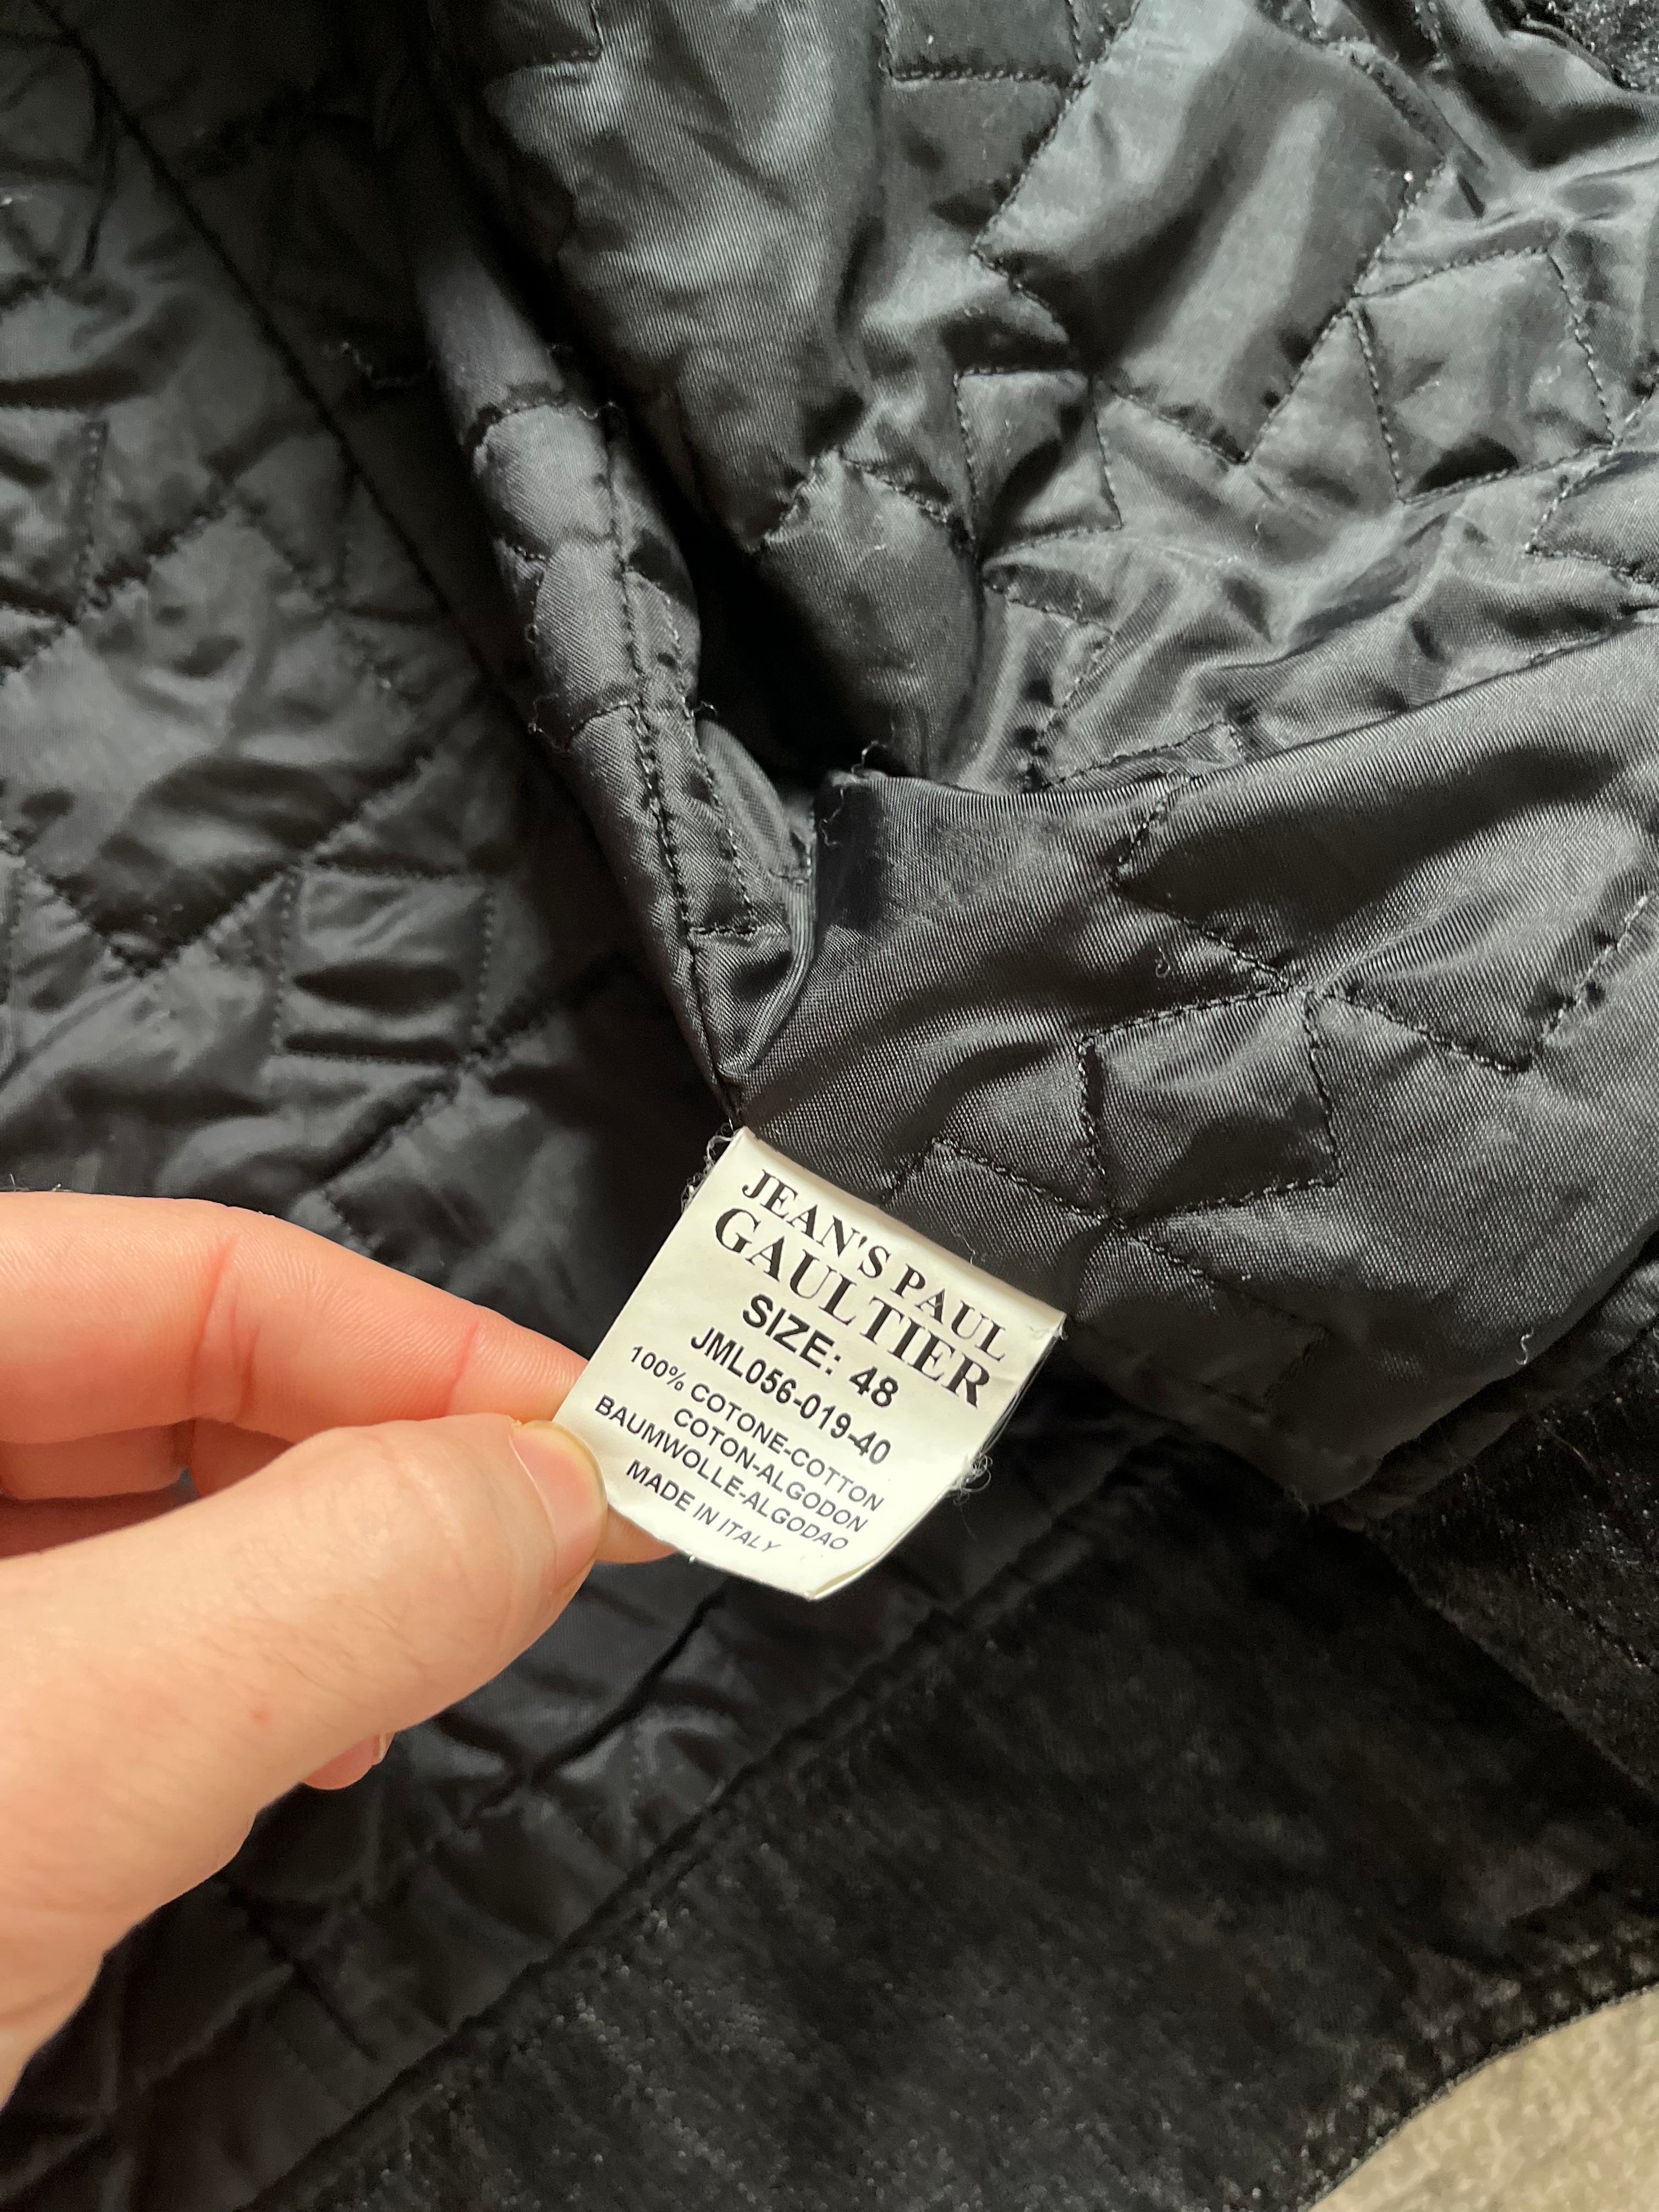 JEAN'S PAUL
GAULTIER
SIZE: 48
JML056-019-40
100% COTONE-COTTON
COTON-ALGODON
BAUMWOLLE-ALGODAO
MADE IN ITALY